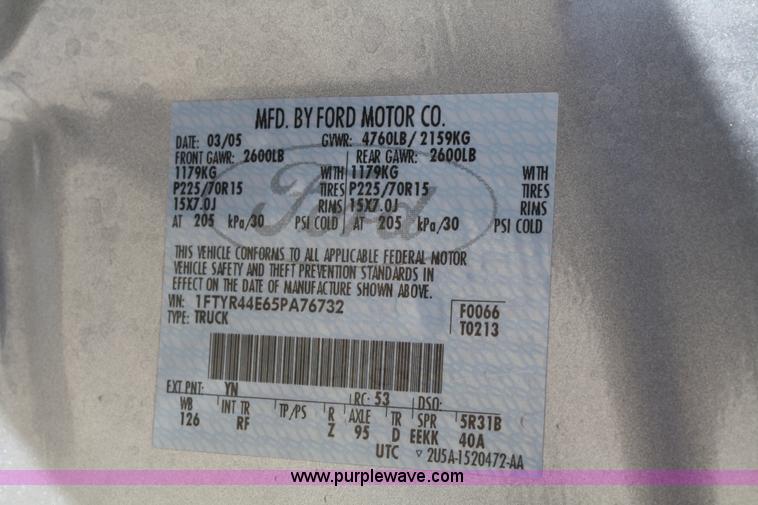 MFD. BY FORD MOTOR CO.
DATE: 03/05 GVWR: 4760LB/ 2159KG
FRONT GAWR: 2600LB REAR GAWR: 2600LB
1179KG WITH 1179KG WITH
P225/70R15 TIRES P225/70R15 TIRES
15X7.0J RIMS 15X7.0J RIMS
AT 205 kPa/30 PSI COLD AT 205 kPa/30 PSI COLD
Ford
THIS VEHICLE CONFORMS TO ALL APPLICABLE FEDERAL MOTOR
VEHICLE SAFETY AND THEFT PREVENTION STANDARDS IN
EFFECT ON THE DATE OF MANUFACTURE SHOWN ABOVE.
VIN: 1FTYR44E65PA76732 F0066
TYPE: TRUCK T0213
EXT PNT: YN RC: 53 DSO:
WB INT TR TP/PS R AXLE TR SPR 5R31B
126 RF Z 95 D EEKK 40A
UTC 2U5A-1520472-AA
www.purplewave.com